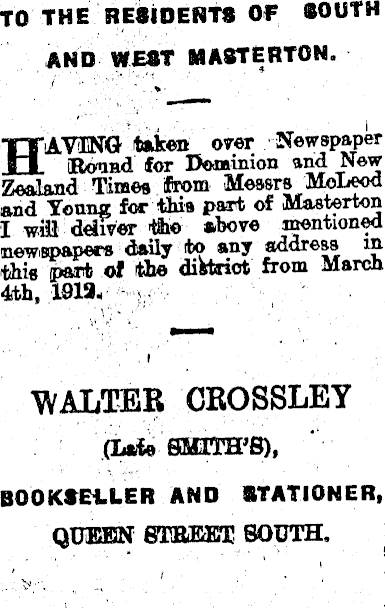 TO THE RESIDENTS OF SOUTH
AND WEST MASTERTON.
HAVING taken over Newspaper
Round for Dominion and New
Zealand Times from Messrs McLeod
and Young for this part of Masterton
I will deliver the above mentioned
newspapers daily to any address in
this part of the district from March
4th, 1912.
WALTER CROSSLEY
(Late SMITH'S),
BOOKSELLER AND STATIONER,
QUEEN STREET SOUTH.